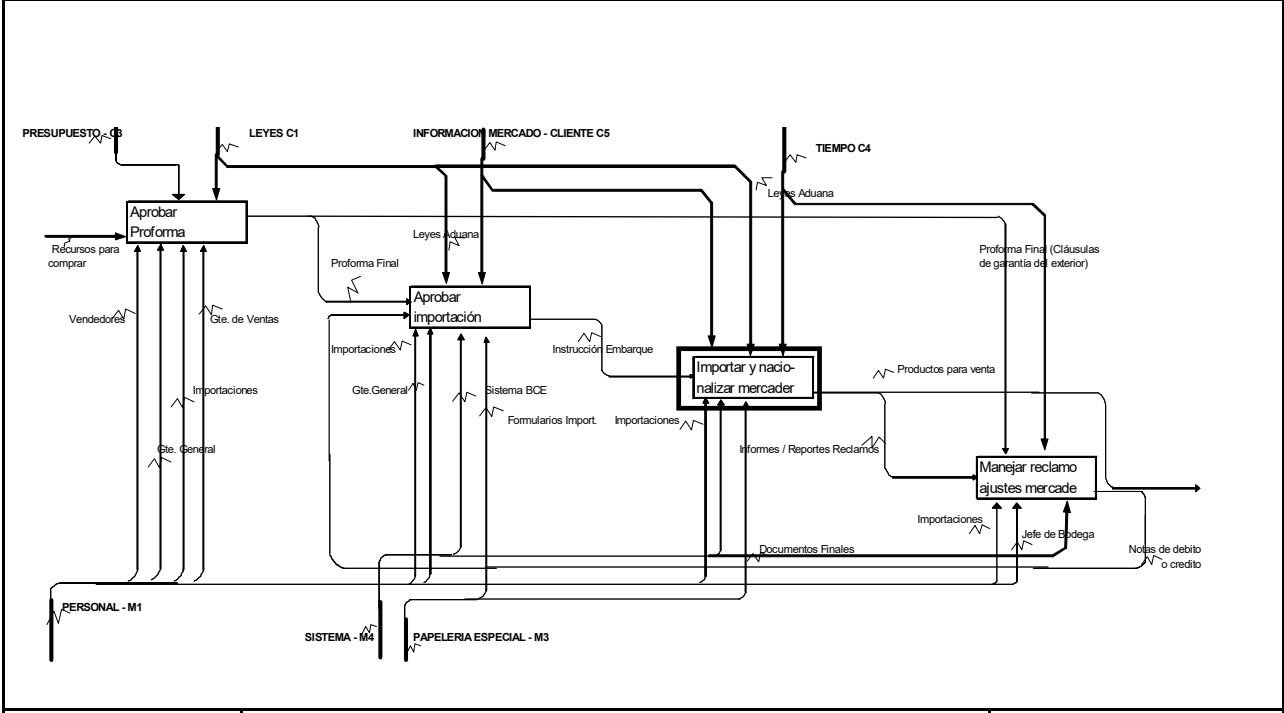 PRESUPUESTO - C3
LEYES C1
INFORMACION MERCADO - CLIENTE C5
TIEMPO C4
Leyes Aduana
Aprobar
Proforma
Recursos para
comprar
Leyes Aduana
Proforma Final
Proforma Final (Cláusulas
de garantía del exterior)
Aprobar
importación
Vendedores
Gte. de Ventas
Importaciones
Instrucción Embarque
Importar y nacio-
nalizar mercader
Productos para venta
Importaciones
Gte.General
Sistema BCE
Formularios Import.
Importaciones
Gte. General
Informes / Reportes Reclamos
Manejar reclamo
ajustes mercade
Importaciones
Jefe de Bodega
Documentos Finales
Notas de debito
o credito
PERSONAL - M1
SISTEMA - M4
PAPELERIA ESPECIAL - M3